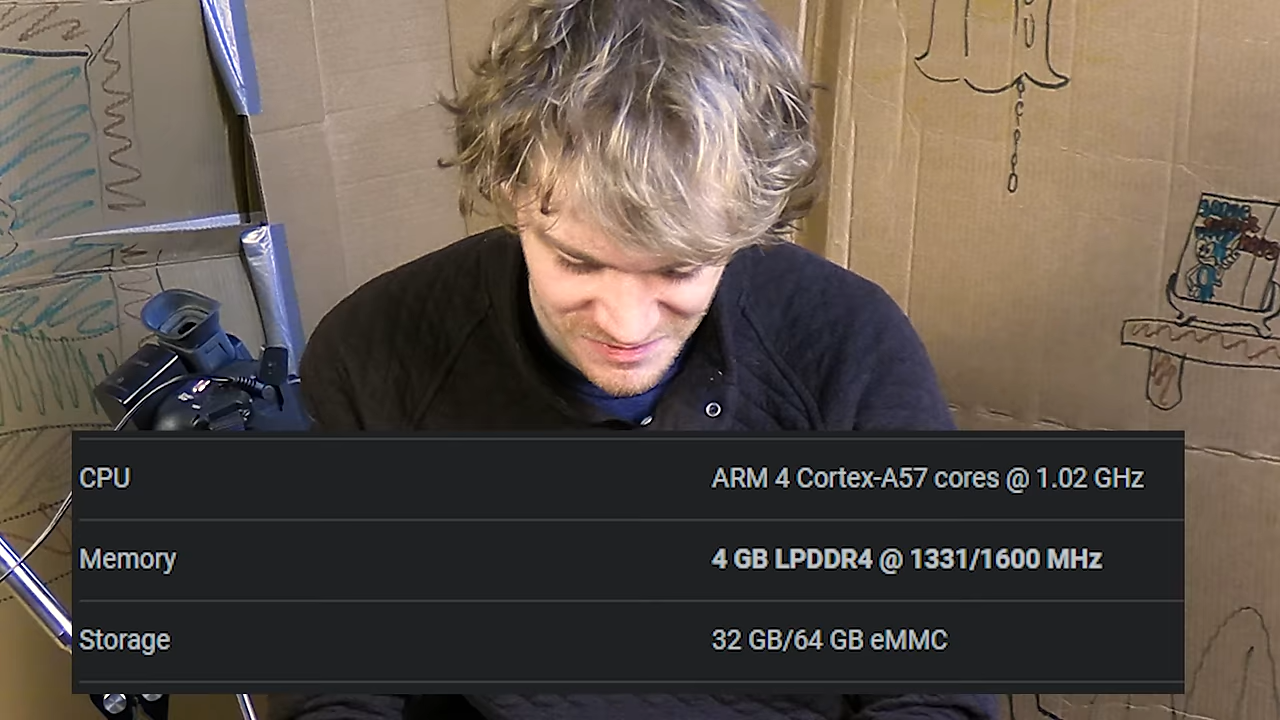 CPU ARM 4 Cortex-A57 cores @ 1.02 GHz
Memory 4 GB LPDDR4 @ 1331/1600 MHz
Storage 32 GB/64 GB eMMC